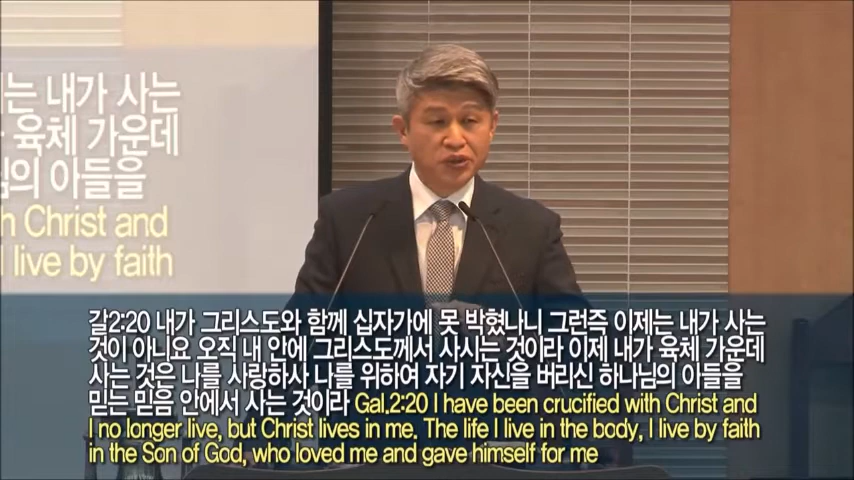 는 내가 사는
육체 가운데
님의 아들을
th Christ and
I live by faith
갈2:20 내가 그리스도와 함께 십자가에 못 박혔나니 그런즉 이제는 내가 사는
것이 아니요 오직 내 안에 그리스도께서 사시는 것이라 이제 내가 육체 가운데
사는 것은 나를 사랑하사 나를 위하여 자기 자신을 버리신 하나님의 아들을
믿는 믿음 안에서 사는 것이라 Gal.2:20 I have been crucified with Christ and
I no longer live, but Christ lives in me. The life I live in the body, I live by faith
in the Son of God, who loved me and gave himself for me